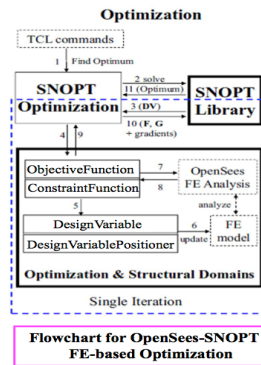 Optimization
TCL commands
1 Find Optimum
SNOPT
Optimization
2 solve
11 (Optimum)
3 (DV)
10 (F, G
+ gradients)
SNOPT
Library
4
9
ObjectiveFunction
ConstraintFunction
7
8
OpenSees
FE Analysis
5
analyze
DesignVariable
DesignVariablePositioner
6
update
FE
model
Optimization & Structural Domains
Single Iteration
Flowchart for OpenSees-SNOPT
FE-based Optimization